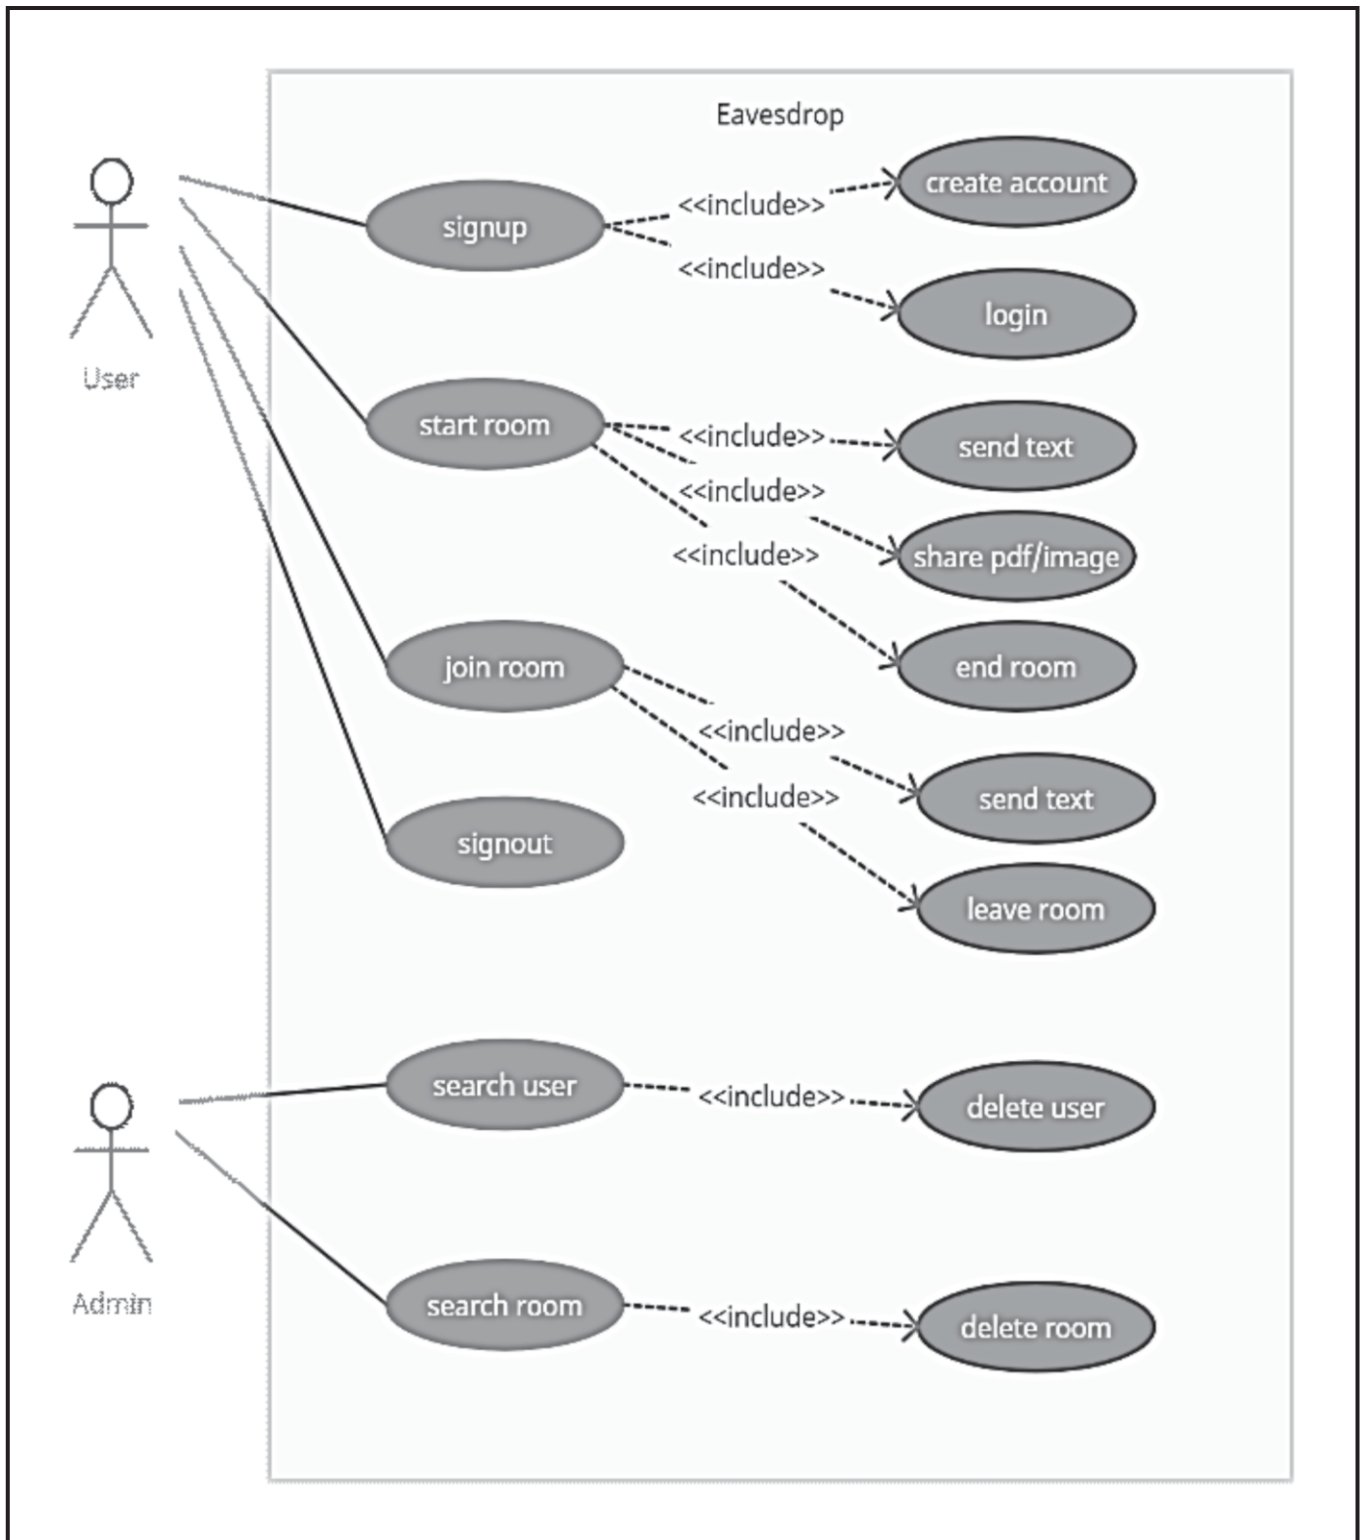 Eavesdrop
create account
<<include>>
signup
<<include>>
login
User
start room
<<include>>
send text
<<include>>
share pdf/image
<<include>>
join room
end room
<<include>>
<<include>>
send text
signout
leave room
search user
<<include>>
delete user
Admin
search room
<<include>>
delete room